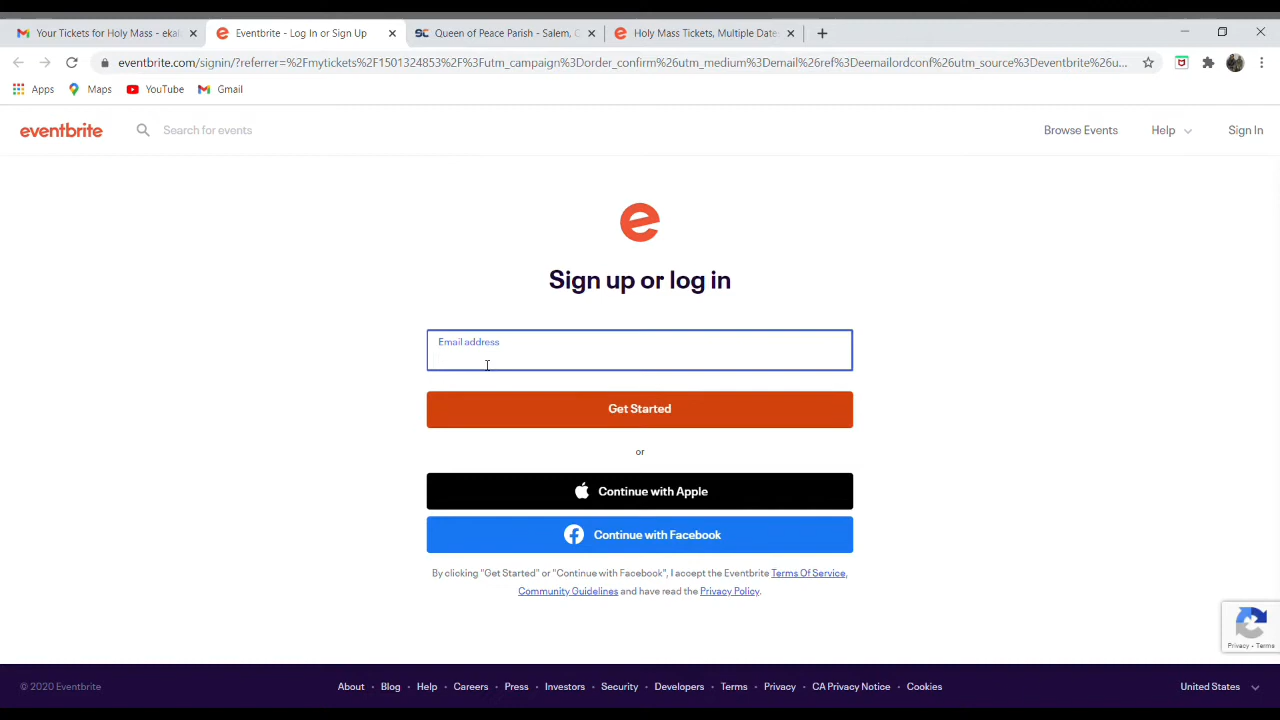 Your Tickets for Holy Mass - ekal
Eventbrite - Log In or Sign Up
SC Queen of Peace Parish - Salem, O
Holy Mass Tickets, Multiple Dates
eventbrite.com/signin/?referrer=%2Fmytickets%2F1501324853%2F%3Futm_campaign%3Dorder_confirm%26utm_medium%3Demail%26ref%3Deemailordconf%26utm_source%3Deventbrite%26u...
Apps
Maps
YouTube
Gmail
eventbrite
Search for events
Browse Events
Help
Sign In
e
Sign up or log in
Email address
Get Started
or
Continue with Apple
Continue with Facebook
By clicking "Get Started" or "Continue with Facebook", I accept the Eventbrite Terms Of Service,
Community Guidelines and have read the Privacy Policy.
Privacy • Terms
© 2020 Eventbrite
About • Blog • Help • Careers • Press • Investors • Security • Developers • Terms • Privacy • CA Privacy Notice • Cookies
United States